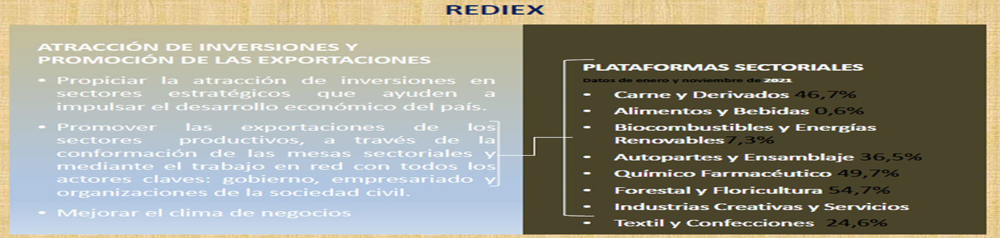 REDIEX
ATRACCIÓN DE INVERSIONES Y
PROMOCIÓN DE LAS EXPORTACIONES
• Propiciar la atracción de inversiones en
sectores estratégicos que ayuden a
impulsar el desarrollo económico del país.
• Promover las exportaciones de los
sectores productivos, a través de la
conformación de las mesas sectoriales y
mediante el trabajo en red con todos los
actores claves: gobierno, empresariado y
organizaciones de la sociedad civil.
• Mejorar el clima de negocios
PLATAFORMAS SECTORIALES
Datos de enero y noviembre de 2021
• Carne y Derivados 46,7%
• Alimentos y Bebidas 0,6%
• Biocombustibles y Energías
Renovables7,3%
• Autopartes y Ensamblaje 36,5%
• Químico Farmacéutico 49,7%
• Forestal y Floricultura 54,7%
• Industrias Creativas y Servicios
• Textil y Confecciones 24,6%